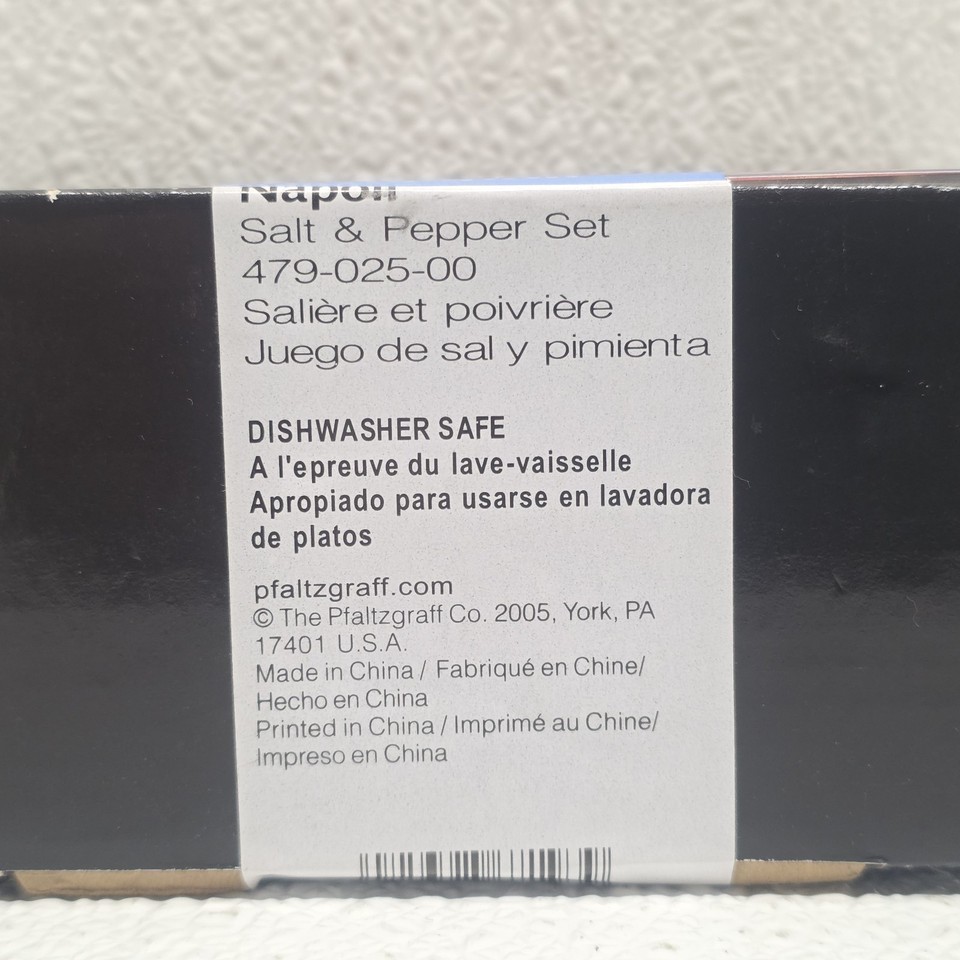 Napoli
Salt & Pepper Set
479-025-00
Salière et poivrière
Juego de sal y pimienta
DISHWASHER SAFE
A l'epreuve du lave-vaisselle
Apropiado para usarse en lavadora
de platos
pfaltzgraff.com
© The Pfaltzgraff Co. 2005, York, PA
17401 U.S.A.
Made in China / Fabriqué en Chine/
Hecho en China
Printed in China / Imprimé au Chine/
Impreso en China